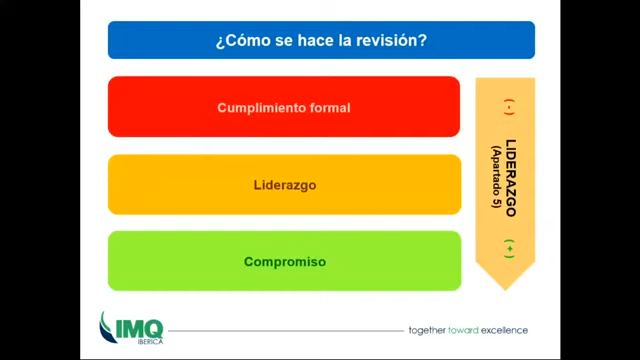 ¿Cómo se hace la revisión?
Cumplimiento formal
Liderazgo
Compromiso
( - )
LIDERAZGO
(Apartado 5)
( + )
IMQ
IBERICA
together toward excellence